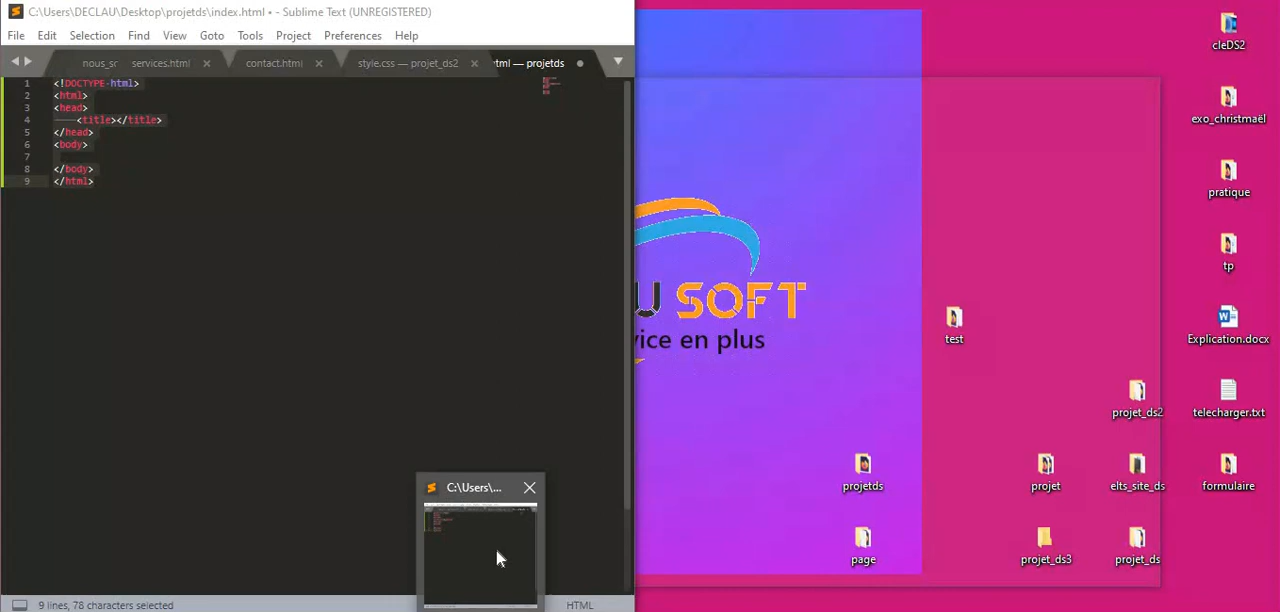 C:\Users\DECLAU\Desktop\projetds\index.html • - Sublime Text (UNREGISTERED)
File Edit Selection Find View Goto Tools Project Preferences Help
nous_sr services.html contact.html style.css — projet_ds2 html — projetds
1 <!DOCTYPE html>
2 <html>
3 <head>
4 <title></title>
5 </head>
6 <body>
7
8 </body>
9 </html>
C:\Users\...
9 lines, 78 characters selected HTML
U SOFT
vice en plus
cleDS2
exo_christmaël
pratique
tp
test
Explication.docx
projet_ds2
telecharger.txt
projetds
projet
elts_site_ds
formulaire
page
projet_ds3
projet_ds